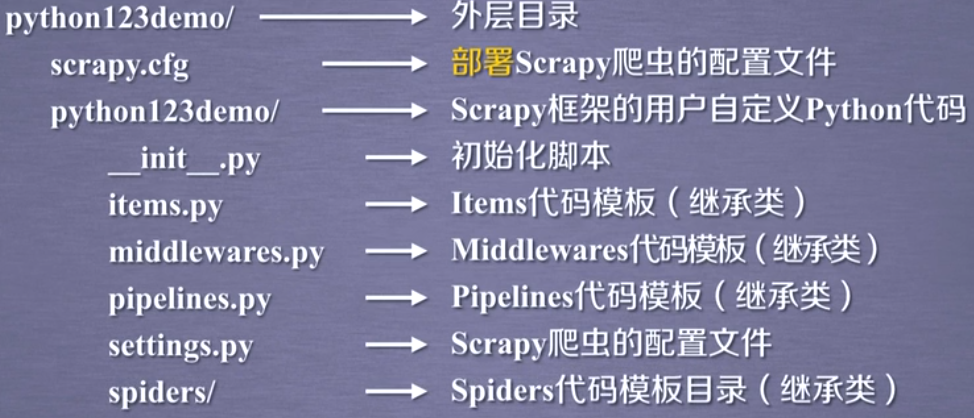 python123demo/ 外层目录
scrapy.cfg 部署Scrapy爬虫的配置文件
python123demo/ Scrapy框架的用户自定义Python代码
__init__.py 初始化脚本
items.py Items代码模板（继承类）
middlewares.py Middlewares代码模板（继承类）
pipelines.py Pipelines代码模板（继承类）
settings.py Scrapy爬虫的配置文件
spiders/ Spiders代码模板目录（继承类）